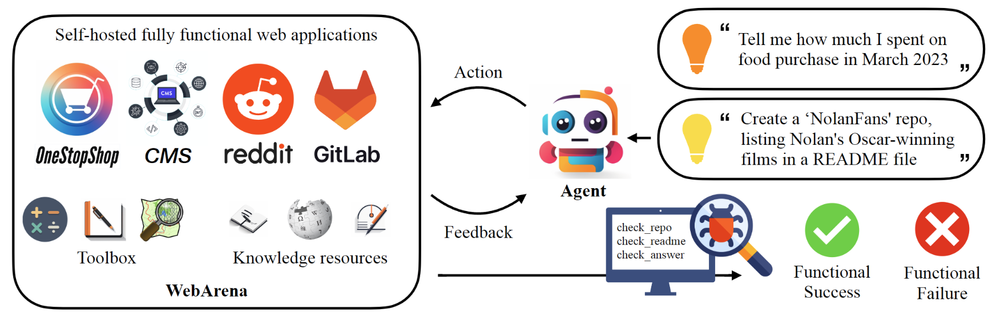 Self-hosted fully functional web applications
CMS
OneStopShop
CMS
reddit
GitLab
Toolbox
Knowledge resources
WebArena
Action
Feedback
Agent
“ Tell me how much I spent on
food purchase in March 2023 ”
“ Create a ‘NolanFans' repo,
listing Nolan's Oscar-winning
films in a README file ”
check_repo
check_readme
check_answer
Functional
Success
Functional
Failure